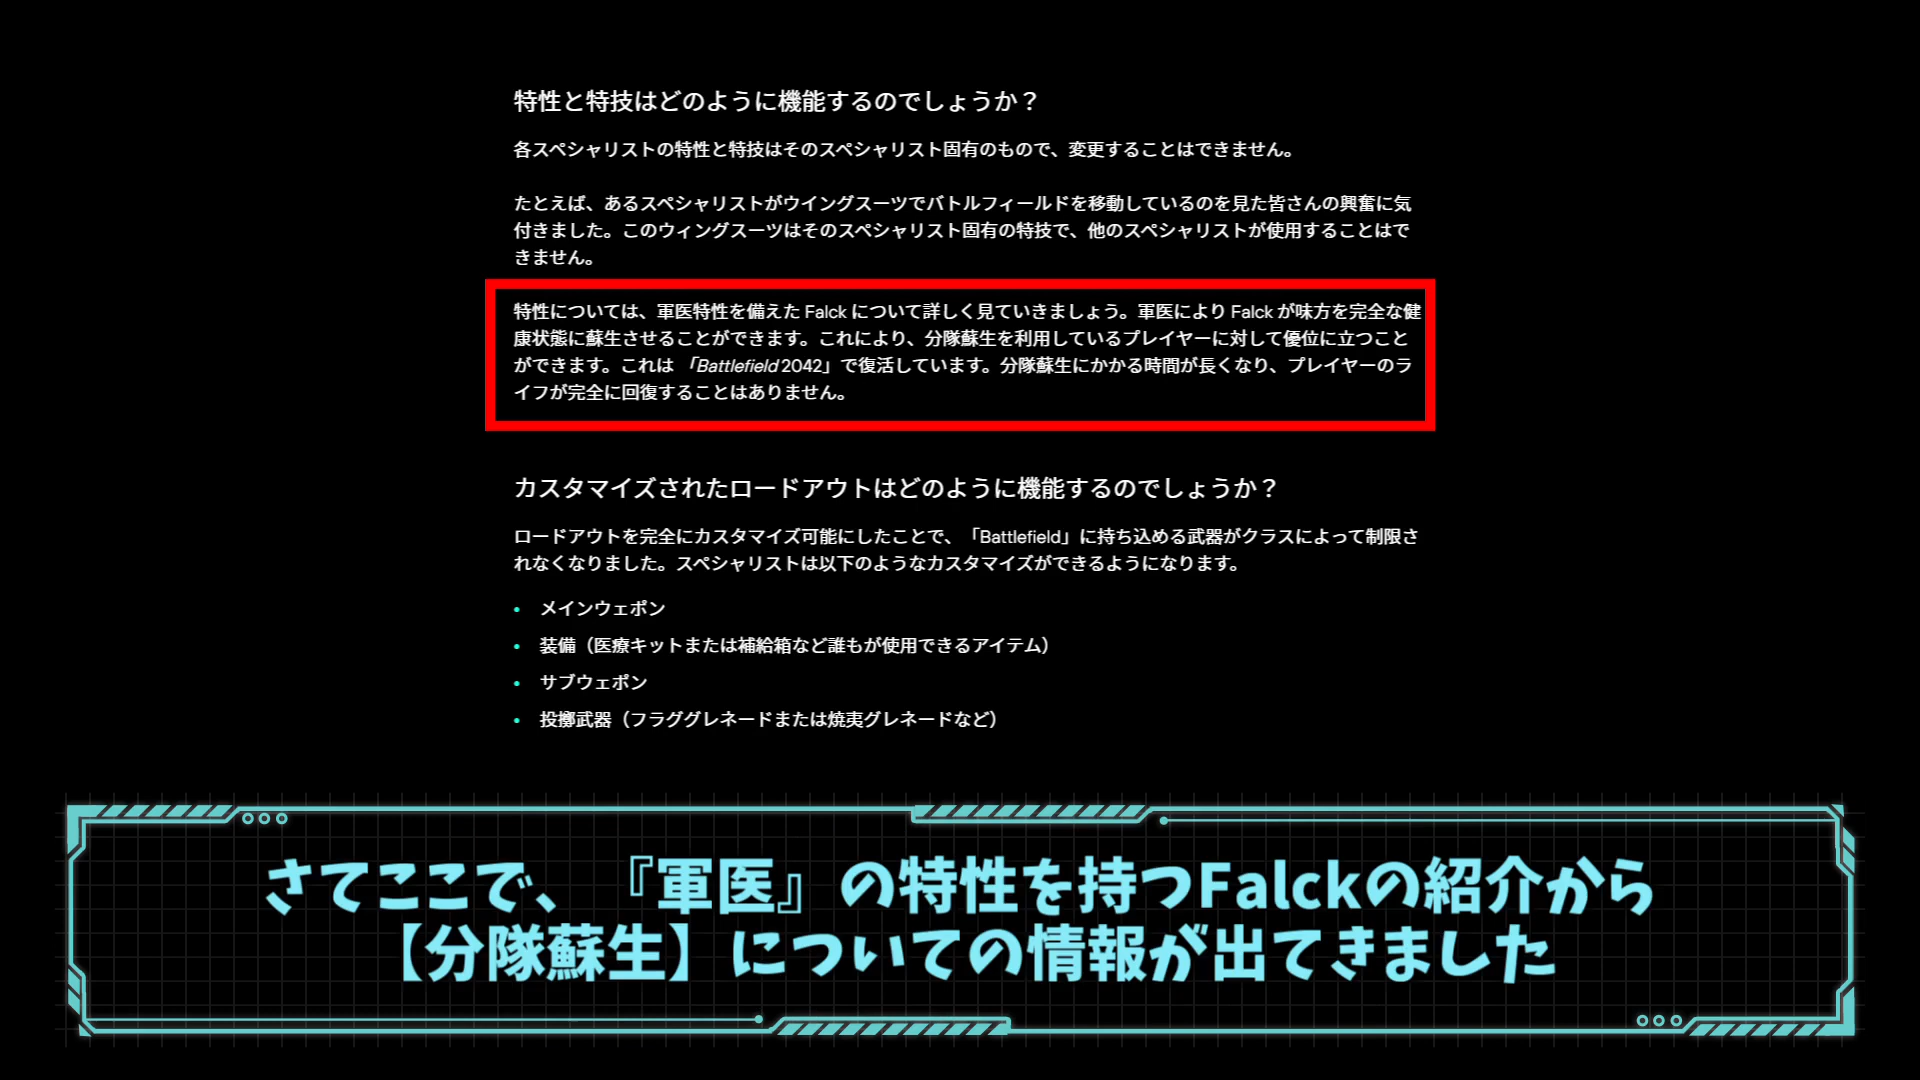 特性と特技はどのように機能するのでしょうか？
各スペシャリストの特性と特技はそのスペシャリスト固有のもので、変更することはできません。
たとえば、あるスペシャリストがウイングスーツでバトルフィールドを移動しているのを見た皆さんの興奮に気
付きました。このウィングスーツはそのスペシャリスト固有の特技で、他のスペシャリストが使用することはで
きません。
特性については、軍医特性を備えた Falck について詳しく見ていきましょう。軍医により Falck が味方を完全な健
康状態に蘇生させることができます。これにより、分隊蘇生を利用しているプレイヤーに対して優位に立つこと
ができます。これは 「Battlefield 2042」で復活しています。分隊蘇生にかかる時間が長くなり、プレイヤーのラ
イフが完全に回復することはありません。
カスタマイズされたロードアウトはどのように機能するのでしょうか？
ロードアウトを完全にカスタマイズ可能にしたことで、「Battlefield」に持ち込める武器がクラスによって制限さ
れなくなりました。スペシャリストは以下のようなカスタマイズができるようになります。
• メインウェポン
• 装備（医療キットまたは補給箱など誰もが使用できるアイテム）
• サブウェポン
• 投擲武器（フラググレネードまたは焼夷グレネードなど）
さてここで、『軍医』の特性を持つFalckの紹介から
【分隊蘇生】についての情報が出てきました